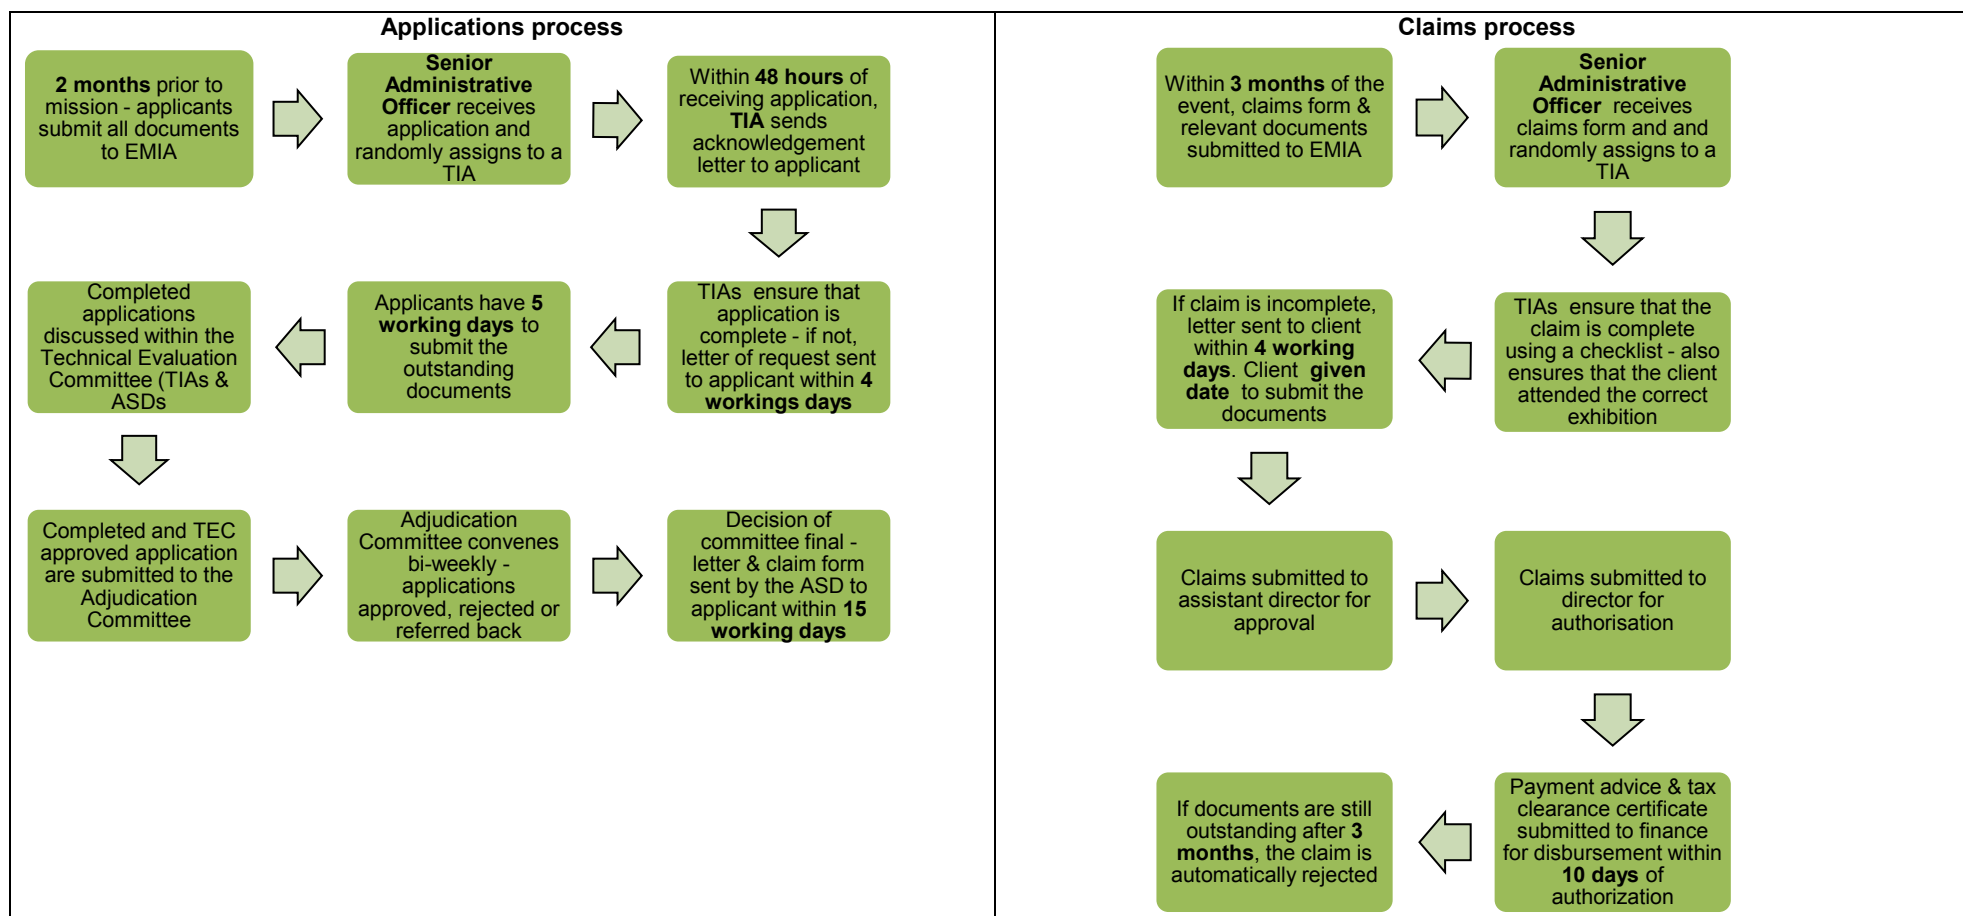 Applications process
2 months prior to
mission - applicants
submit all documents
to EMIA
Senior
Administrative
Officer receives
application and
randomly assigns to a
TIA
Within 48 hours of
receiving application,
TIA sends
acknowledgement
letter to applicant
TIAs ensure that
application is
complete - if not,
letter of request sent
to applicant within 4
workings days
Applicants have 5
working days to
submit the
outstanding
documents
Completed
applications
discussed within the
Technical Evaluation
Committee (TIAs &
ASDs
Completed and TEC
approved application
are submitted to the
Adjudication
Committee
Adjudication
Committee convenes
bi-weekly -
applications
approved, rejected or
referred back
Decision of
committee final -
letter & claim form
sent by the ASD to
applicant within 15
working days
Claims process
Within 3 months of the
event, claims form &
relevant documents
submitted to EMIA
Senior
Administrative
Officer receives
claims form and and
randomly assigns to a
TIA
TIAs ensure that the
claim is complete
using a checklist - also
ensures that the client
attended the correct
exhibition
If claim is incomplete,
letter sent to client
within 4 working
days. Client given
date to submit the
documents
Claims submitted to
assistant director for
approval
Claims submitted to
director for
authorisation
Payment advice & tax
clearance certificate
submitted to finance
for disbursement within
10 days of
authorization
If documents are still
outstanding after 3
months, the claim is
automatically rejected